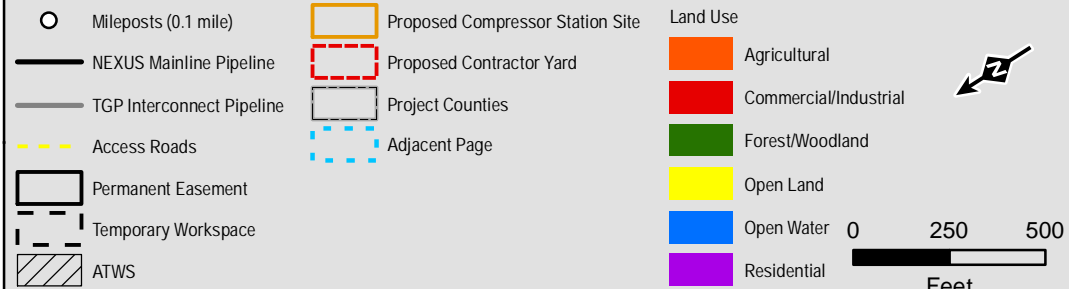 Mileposts (0.1 mile)
NEXUS Mainline Pipeline
TGP Interconnect Pipeline
Access Roads
Permanent Easement
Temporary Workspace
ATWS
Proposed Compressor Station Site
Proposed Contractor Yard
Project Counties
Adjacent Page
Land Use
Agricultural
Commercial/Industrial
Forest/Woodland
Open Land
Open Water
Residential
N
0 250 500
Feet